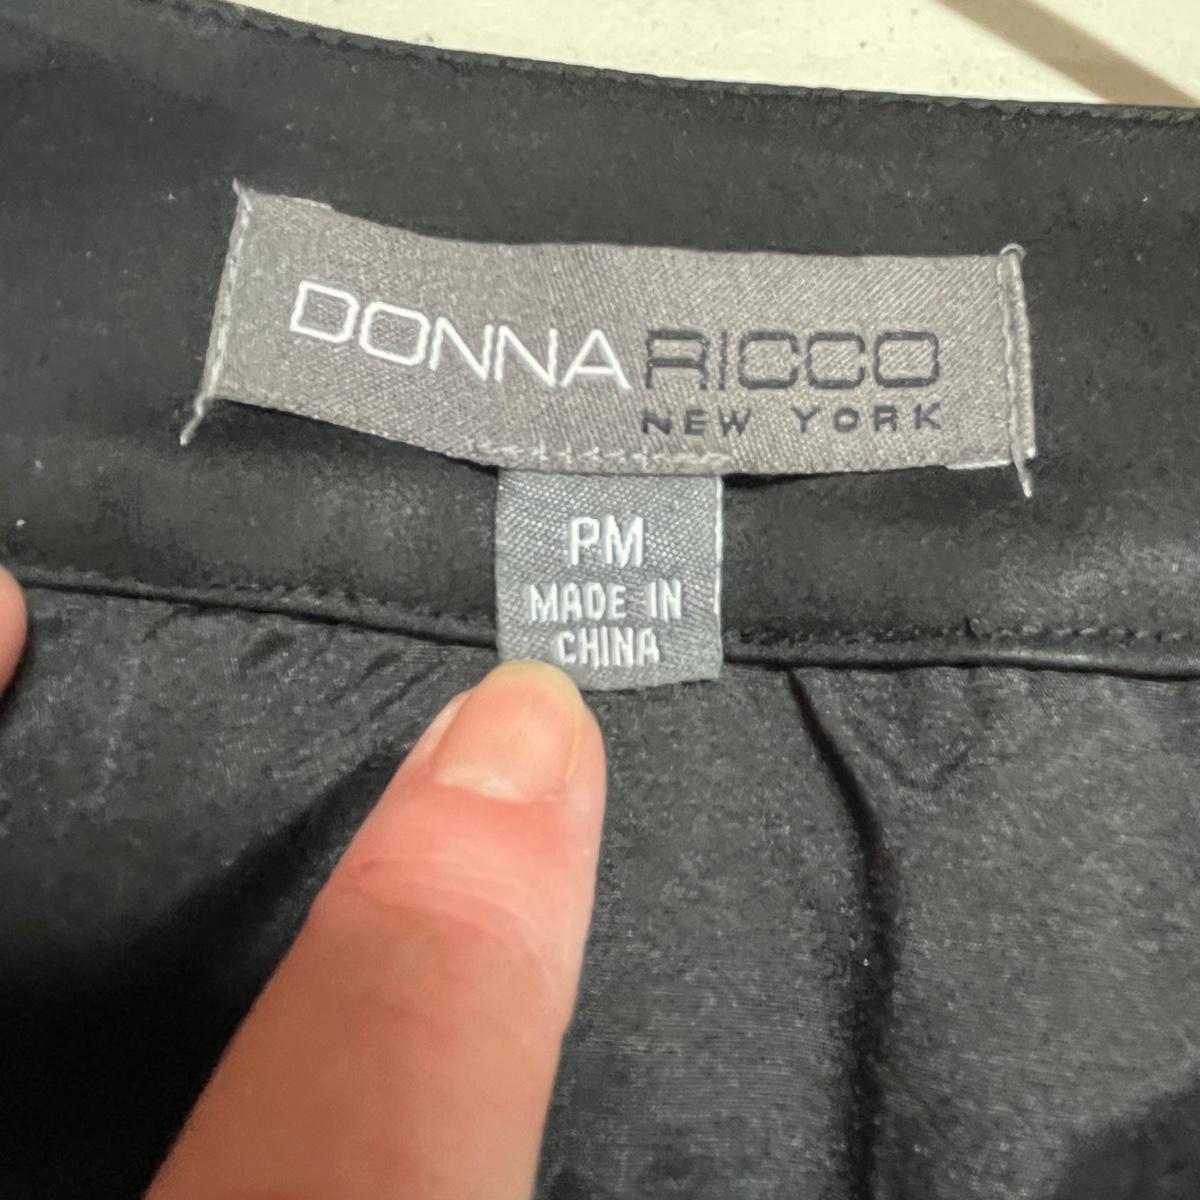 DONNA RICCO
NEW YORK
PM
MADE IN
CHINA